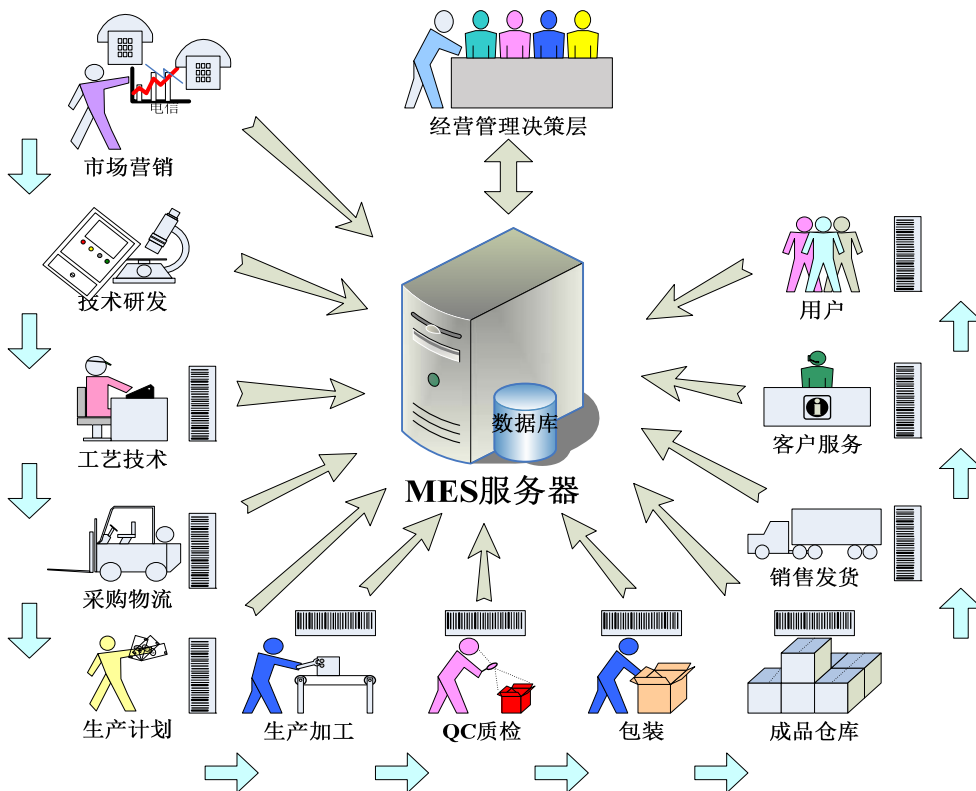 电信
市场营销
经营管理决策层
技术研发
用户
工艺技术
数据库
客户服务
MES服务器
采购物流
销售发货
生产计划
生产加工
QC质检
包装
成品仓库